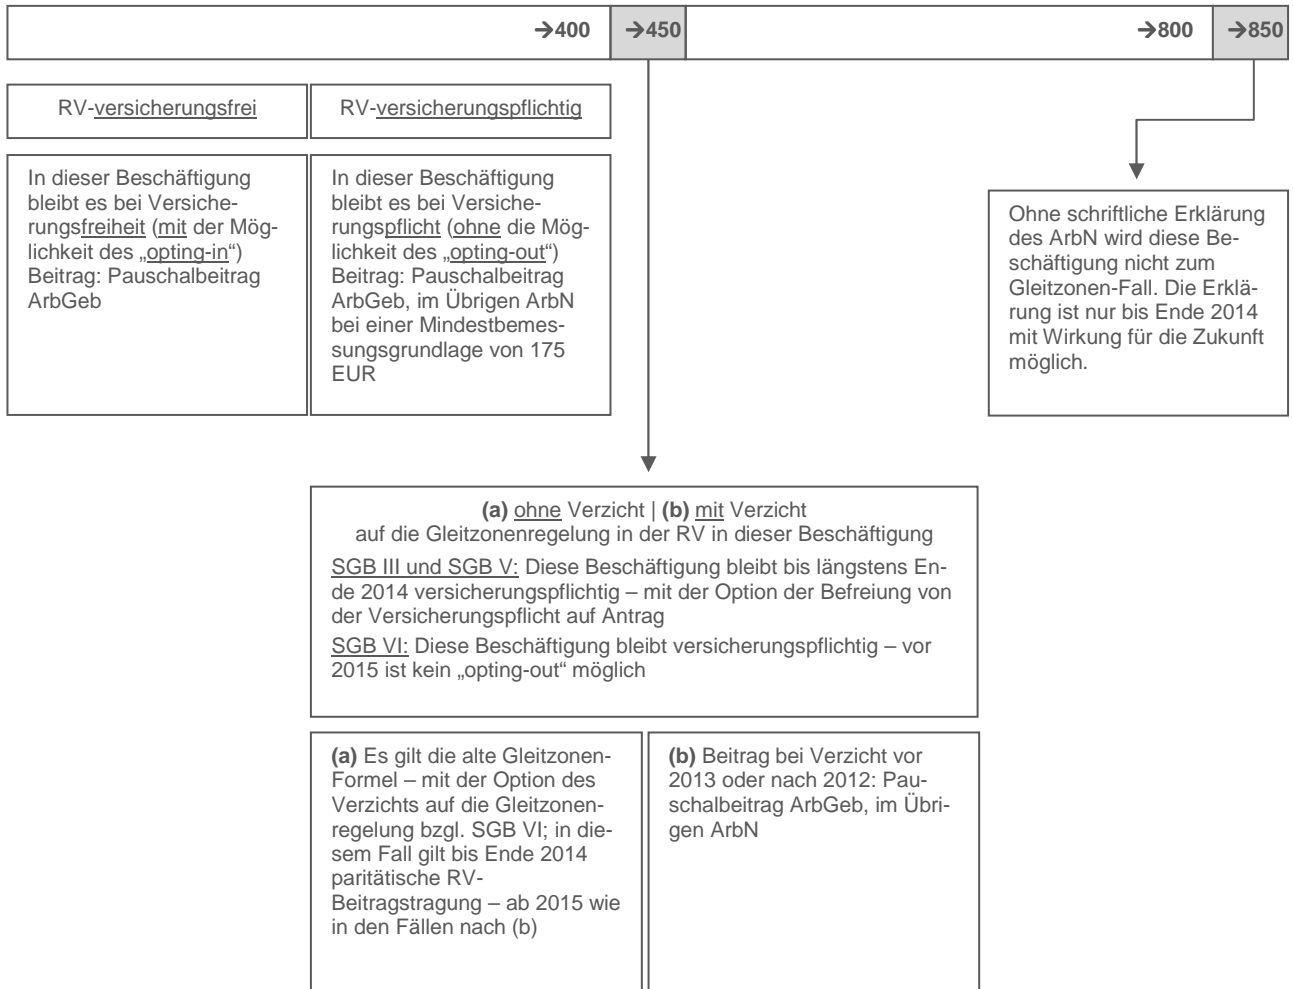 →400 →450 →800 →850
RV-versicherungsfrei
RV-versicherungspflichtig
In dieser Beschäftigung
bleibt es bei Versiche-
rungsfreiheit (mit der Mög-
lichkeit des „opting-in“)
Beitrag: Pauschalbeitrag
ArbGeb
In dieser Beschäftigung
bleibt es bei Versiche-
rungspflicht (ohne die Mög-
lichkeit des „opting-out“)
Beitrag: Pauschalbeitrag
ArbGeb, im Übrigen ArbN
bei einer Mindestbemes-
sungsgrundlage von 175
EUR
Ohne schriftliche Erklärung
des ArbN wird diese Be-
schäftigung nicht zum
Gleitzonen-Fall. Die Erklä-
rung ist nur bis Ende 2014
mit Wirkung für die Zukunft
möglich.
(a) ohne Verzicht | (b) mit Verzicht
auf die Gleitzonenregelung in der RV in dieser Beschäftigung
SGB III und SGB V: Diese Beschäftigung bleibt bis längstens En-
de 2014 versicherungspflichtig – mit der Option der Befreiung von
der Versicherungspflicht auf Antrag
SGB VI: Diese Beschäftigung bleibt versicherungspflichtig – vor
2015 ist kein „opting-out“ möglich
(a) Es gilt die alte Gleitzonen-
Formel – mit der Option des
Verzichts auf die Gleitzonen-
regelung bzgl. SGB VI; in die-
sem Fall gilt bis Ende 2014
paritätische RV-
Beitragstragung – ab 2015 wie
in den Fällen nach (b)
(b) Beitrag bei Verzicht vor
2013 oder nach 2012: Pau-
schalbeitrag ArbGeb, im Übri-
gen ArbN